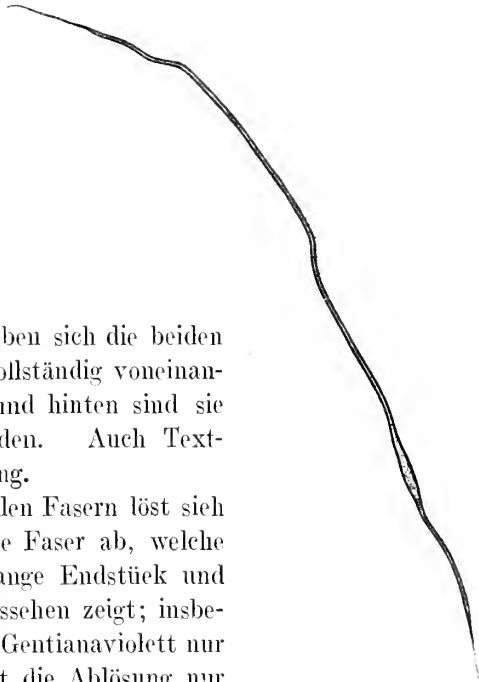 ben sich die beiden
ollständig voneinan-
und hinten sind sie
den. Auch Text-
ng.
len Fasern löst sich
e Faser ab, welche
ange Endstück und
ssehen zeigt; insbe-
Gentianaviolett nur
t die Ablösung nur